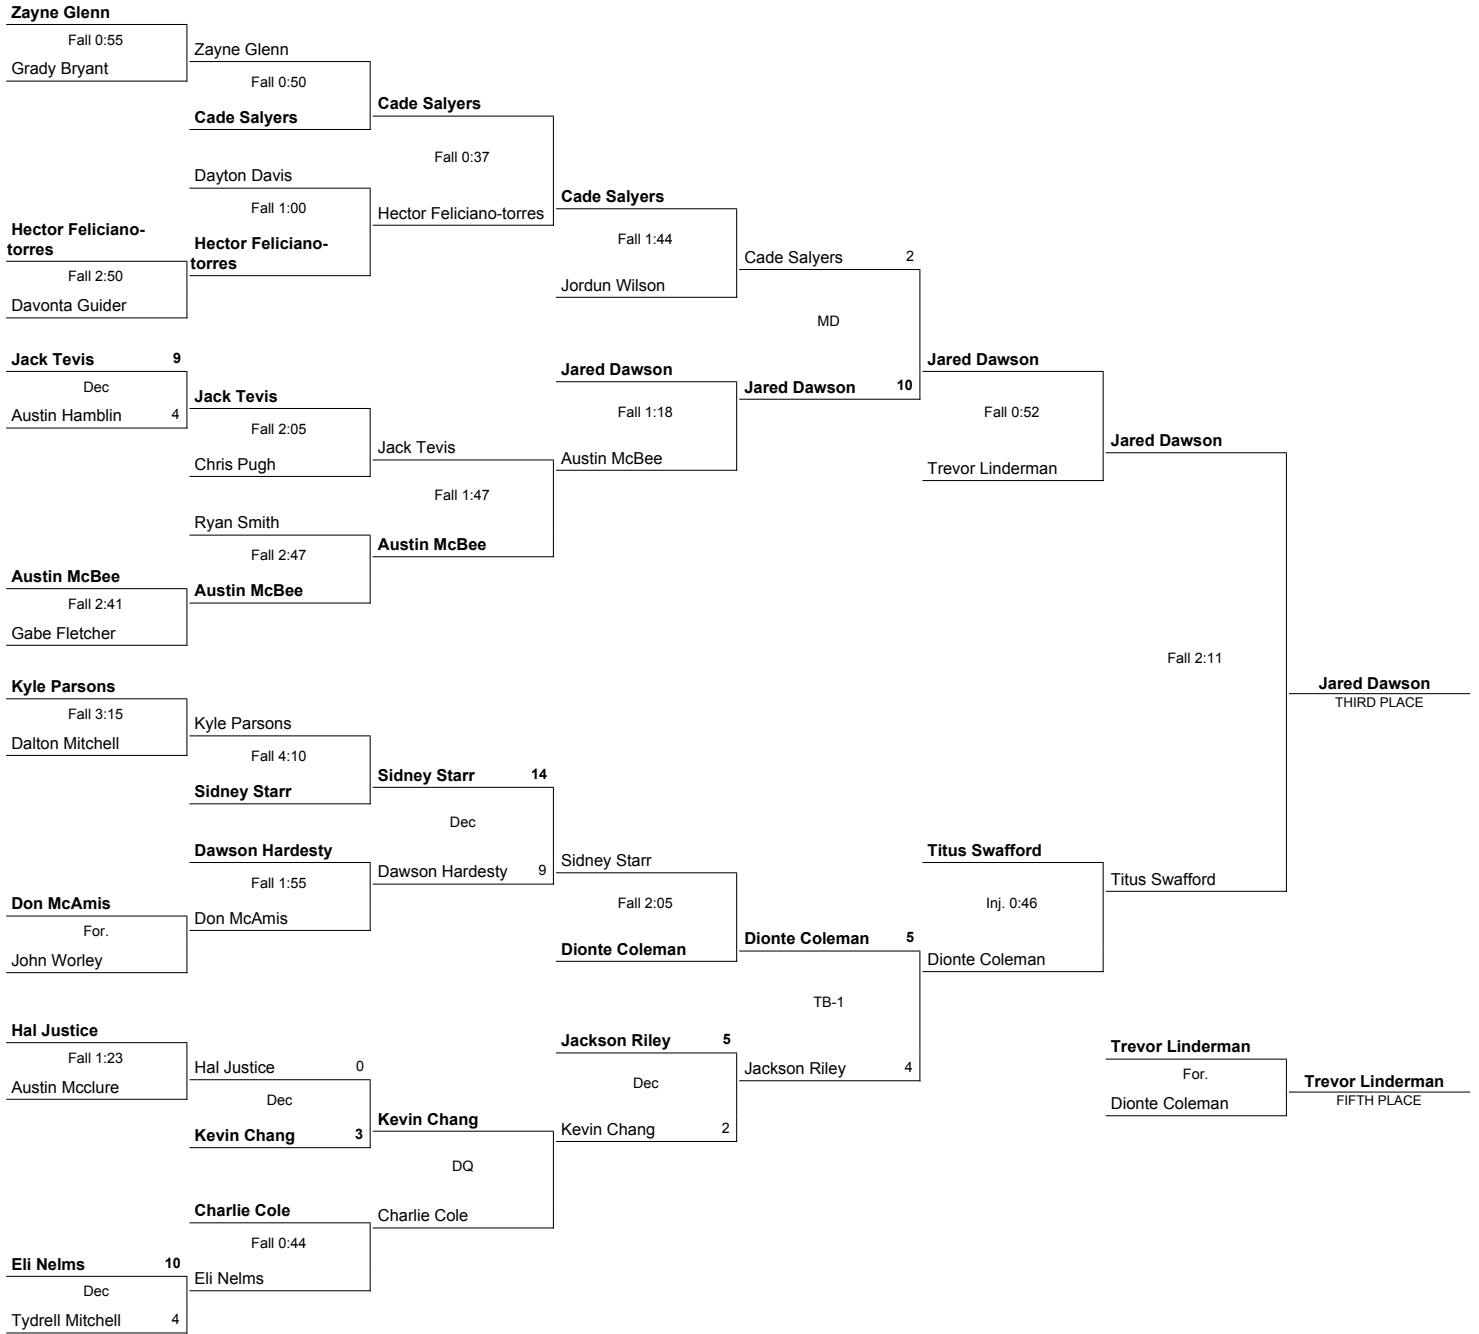 Zayne Glenn
Fall 0:55
Grady Bryant
Hector Feliciano-
torres
Fall 2:50
Davonta Guider
Jack Tevis 9
Dec
Austin Hamblin 4
Austin McBee
Fall 2:41
Gabe Fletcher
Kyle Parsons
Fall 3:15
Dalton Mitchell
Don McAmis
For.
John Worley
Hal Justice
Fall 1:23
Austin Mcclure
Eli Nelms 10
Dec
Tydrell Mitchell 4
Zayne Glenn
Fall 0:50
Cade Salyers
Dayton Davis
Fall 1:00
Hector Feliciano-
torres
Jack Tevis
Fall 2:05
Chris Pugh
Ryan Smith
Fall 2:47
Austin McBee
Kyle Parsons
Fall 4:10
Sidney Starr
Dawson Hardesty
Fall 1:55
Don McAmis
Hal Justice 0
Dec
Kevin Chang 3
Charlie Cole
Fall 0:44
Eli Nelms
Cade Salyers
Fall 0:37
Hector Feliciano-torres
Jack Tevis
Fall 1:47
Austin McBee
Sidney Starr 14
Dec
Dawson Hardesty 9
Kevin Chang
DQ
Charlie Cole
Cade Salyers
Fall 1:44
Jordun Wilson
Jared Dawson
Fall 1:18
Austin McBee
Sidney Starr
Fall 2:05
Dionte Coleman
Jackson Riley 5
Dec
Kevin Chang 2
Cade Salyers 2
MD
Jared Dawson 10
Dionte Coleman 5
TB-1
Jackson Riley 4
Jared Dawson
Fall 0:52
Trevor Linderman
Titus Swafford
Inj. 0:46
Dionte Coleman
Jared Dawson
Fall 2:11
Titus Swafford
Jared Dawson
THIRD PLACE
Trevor Linderman
For.
Dionte Coleman
Trevor Linderman
FIFTH PLACE